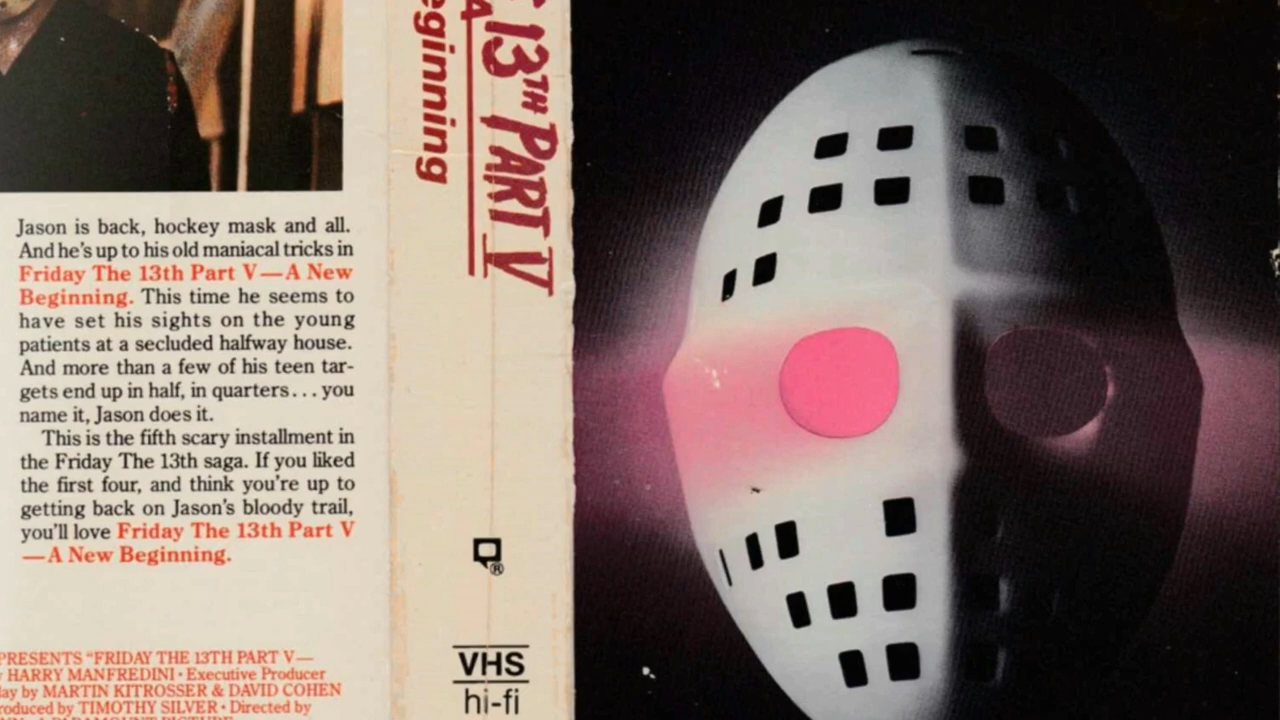 Jason is back, hockey mask and all.
And he's up to his old maniacal tricks in
Friday The 13th Part V—A New
Beginning. This time he seems to
have set his sights on the young
patients at a secluded halfway house.
And more than a few of his teen tar-
gets end up in half, in quarters...you
name it, Jason does it.
This is the fifth scary installment in
the Friday The 13th saga. If you liked
the first four, and think you're up to
getting back on Jason's bloody trail,
you'll love Friday The 13th Part V
—A New Beginning.
PRESENTS "FRIDAY THE 13TH PART V—
HARRY MANFREDINI • Executive Producer
lay by MARTIN KITROSSER & DAVID COHEN
roduced by TIMOTHY SILVER • Directed by
13TH PART V
eginning
®
VHS
hi-fi